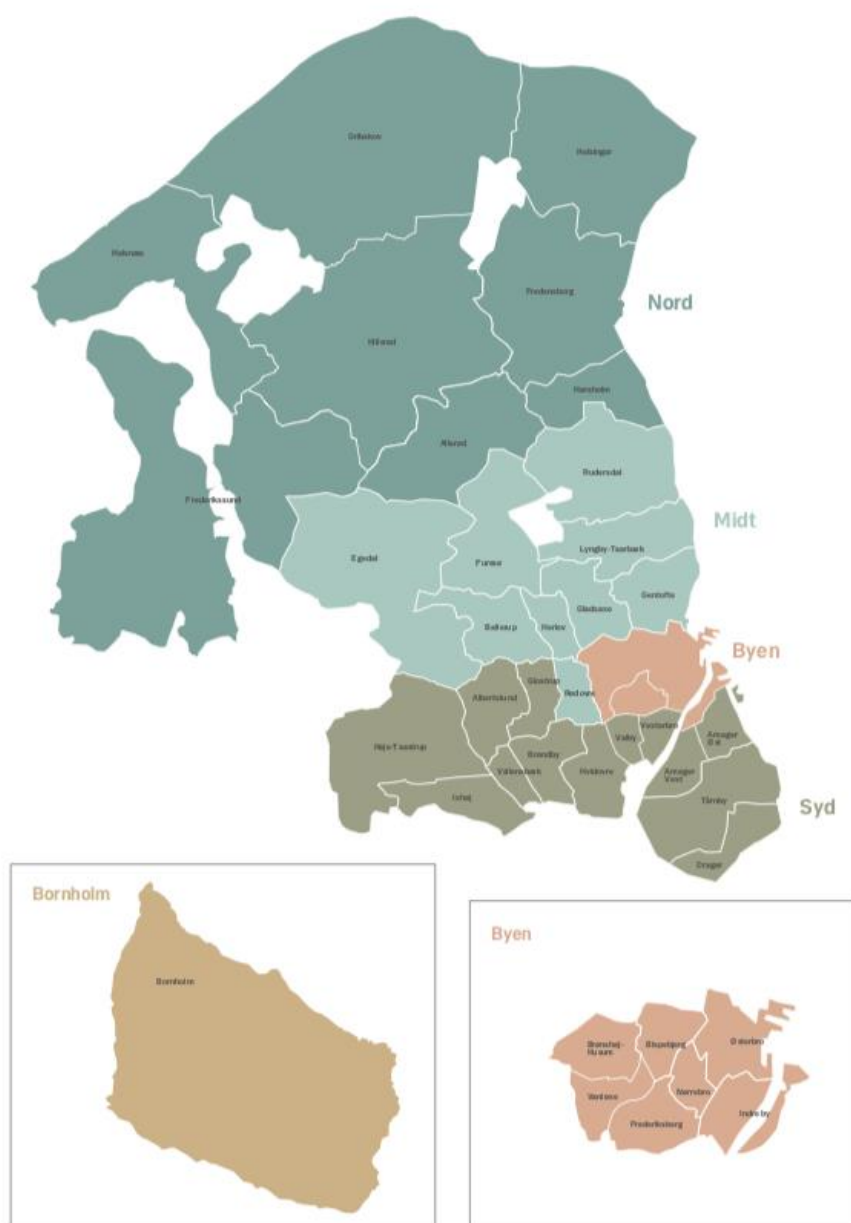 Gribskov
Helsingør
Halsnæs
Fredensborg
Nord
Hillerød
Hørsholm
Allerød
Rudersdal
Frederikssund
Midt
Lyngby-Taarbæk
Egedal
Furesø
Gentofte
Gladsaxe
Ballerup
Herlev
Byen
Glostrup
Rødovre
Albertslund
Vesterbro
Valby
Amager
Øst
Høje-Taastrup
Brøndby
Hvidovre
Vallensbæk
Amager
Vest
Ishøj
Tårnby
Syd
Dragør
Bornholm
Bornholm
Byen
Brønshøj-
Husum
Bispebjerg
Østerbro
Vanløse
Nørrebro
Indre by
Frederiksberg